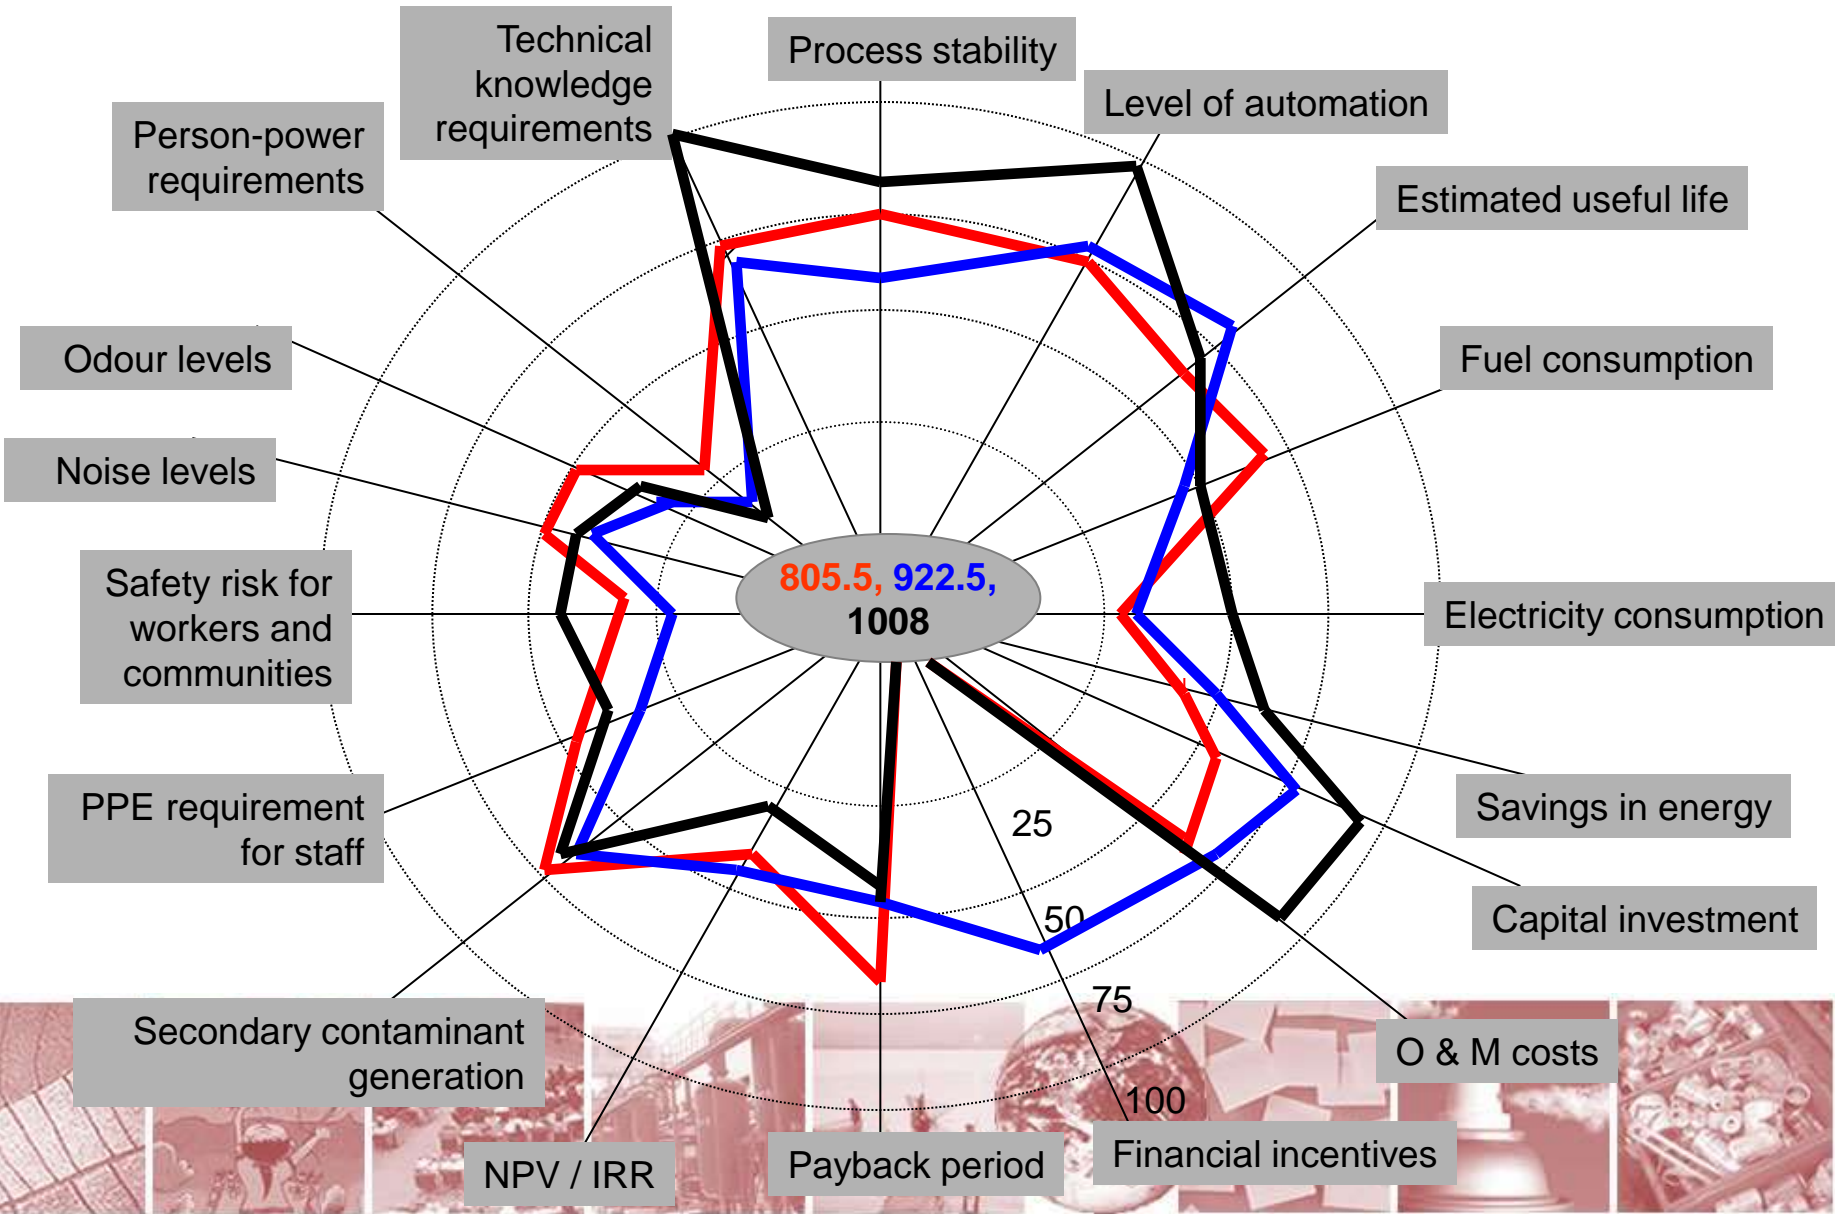 Technical
knowledge
requirements
Process stability
Level of automation
Person-power
requirements
Estimated useful life
Odour levels
Fuel consumption
Noise levels
Safety risk for
workers and
communities
805.5, 922.5,
1008
Electricity consumption
PPE requirement
for staff
25
Savings in energy
50
Capital investment
75
Secondary contaminant
generation
O & M costs
100
NPV / IRR
Payback period
Financial incentives